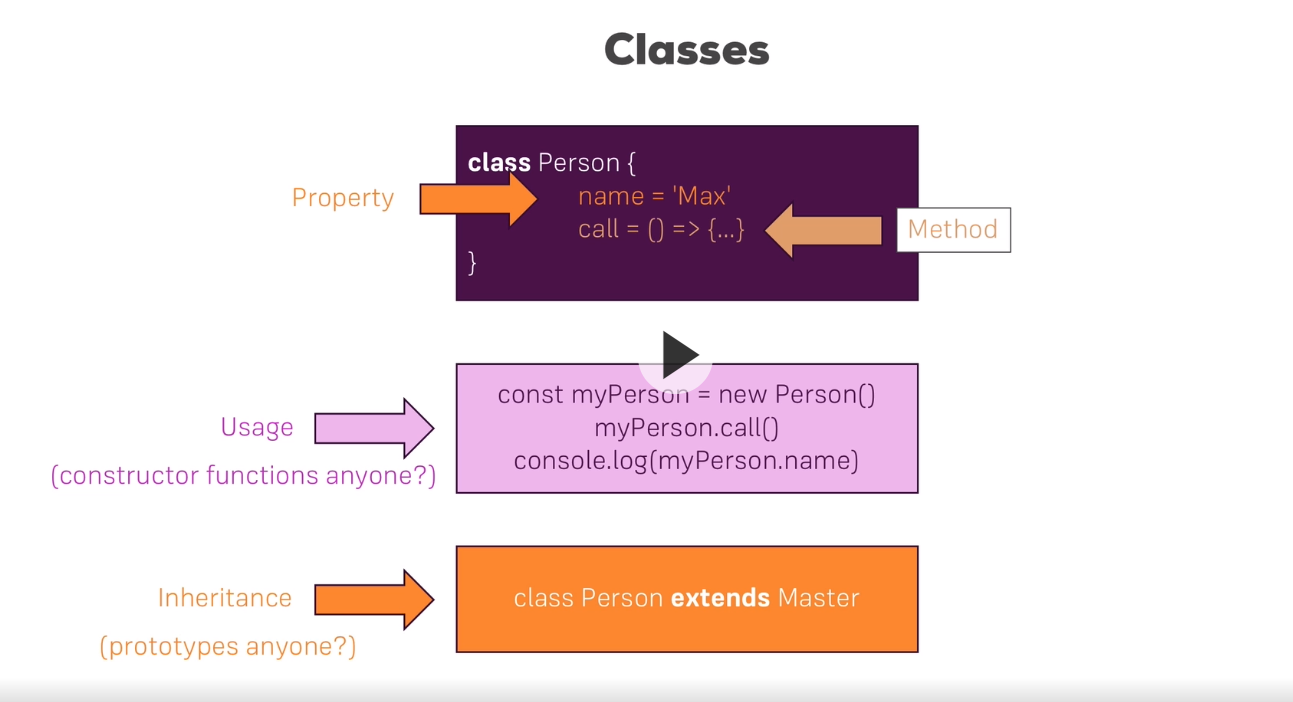 Classes
class Person {
Property
name = 'Max'
call = () => {...}
Method
}
const myPerson = new Person()
Usage
myPerson.call()
(constructor functions anyone?)
console.log(myPerson.name)
Inheritance
class Person extends Master
(prototypes anyone?)